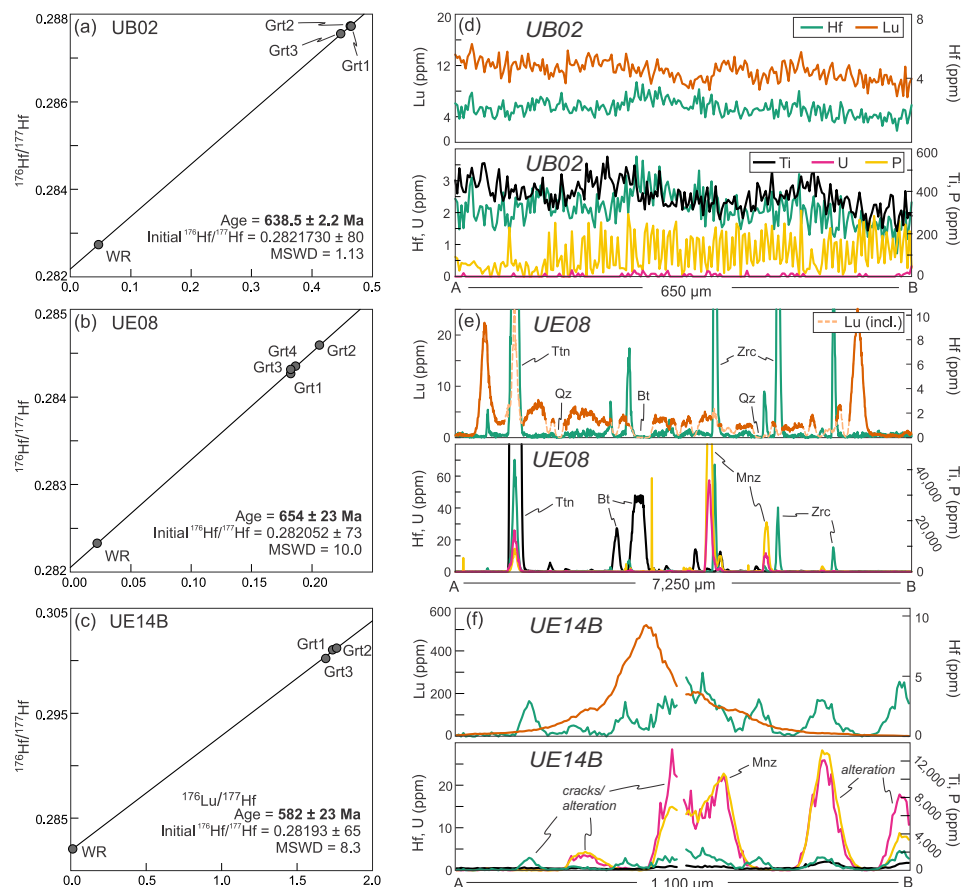 (a) UB02
0.288
0.286
0.284
0.282
¹⁷⁶Hf/¹⁷⁷Hf
Grt2
Grt3
Grt1
WR
Age = 638.5 ± 2.2 Ma
Initial ¹⁷⁶Hf/¹⁷⁷Hf = 0.2821730 ± 80
MSWD = 1.13
0.0 0.1 0.2 0.3 0.4 0.5
(b) UE08
0.285
0.284
0.283
0.282
¹⁷⁶Hf/¹⁷⁷Hf
Grt4
Grt2
Grt3
Grt1
WR
Age = 654 ± 23 Ma
Initial ¹⁷⁶Hf/¹⁷⁷Hf = 0.282052 ± 73
MSWD = 10.0
0.00 0.05 0.10 0.15 0.20
(c) UE14B
0.305
0.295
0.285
¹⁷⁶Hf/¹⁷⁷Hf
Grt1
Grt2
Grt3
WR
¹⁷⁶Lu/¹⁷⁷Hf
Age = 582 ± 23 Ma
Initial ¹⁷⁶Hf/¹⁷⁷Hf = 0.28193 ± 65
MSWD = 8.3
0.0 0.5 1.0 1.5 2.0
(d) UB02
Hf Lu
20
16
12
8
4
0
Lu (ppm)
8
4
0
Hf (ppm)
UB02
Ti U P
3
2
1
0
Hf, U (ppm)
600
400
200
0
Ti, P (ppm)
A 650 µm B
(e) UE08
Lu (incl.)
20
10
0
Lu (ppm)
10
8
6
4
2
0
Hf (ppm)
Ttn
Zrc
Qz
Bt
Qz
UE08
60
40
20
0
Hf, U (ppm)
40,000
20,000
0
Ti, P (ppm)
Mnz
Ttn
Bt
Zrc
A 7,250 µm B
(f) UE14B
600
400
200
0
Lu (ppm)
10
5
0
Hf (ppm)
UE14B
20
10
0
Hf, U (ppm)
12,000
8,000
4,000
0
Ti, P (ppm)
Mnz
cracks/
alteration
alteration
A 1,100 µm B